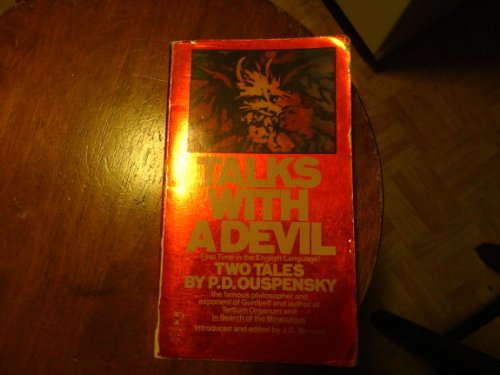 TALKS
WITH
A DEVIL
First Time in the English Language!
TWO TALES
BY P.D. OUSPENSKY
the famous philosopher and
exponent of Gurdjieff and author of
Tertium Organum and
In Search of the Miraculous
introduced and edited by J.G.